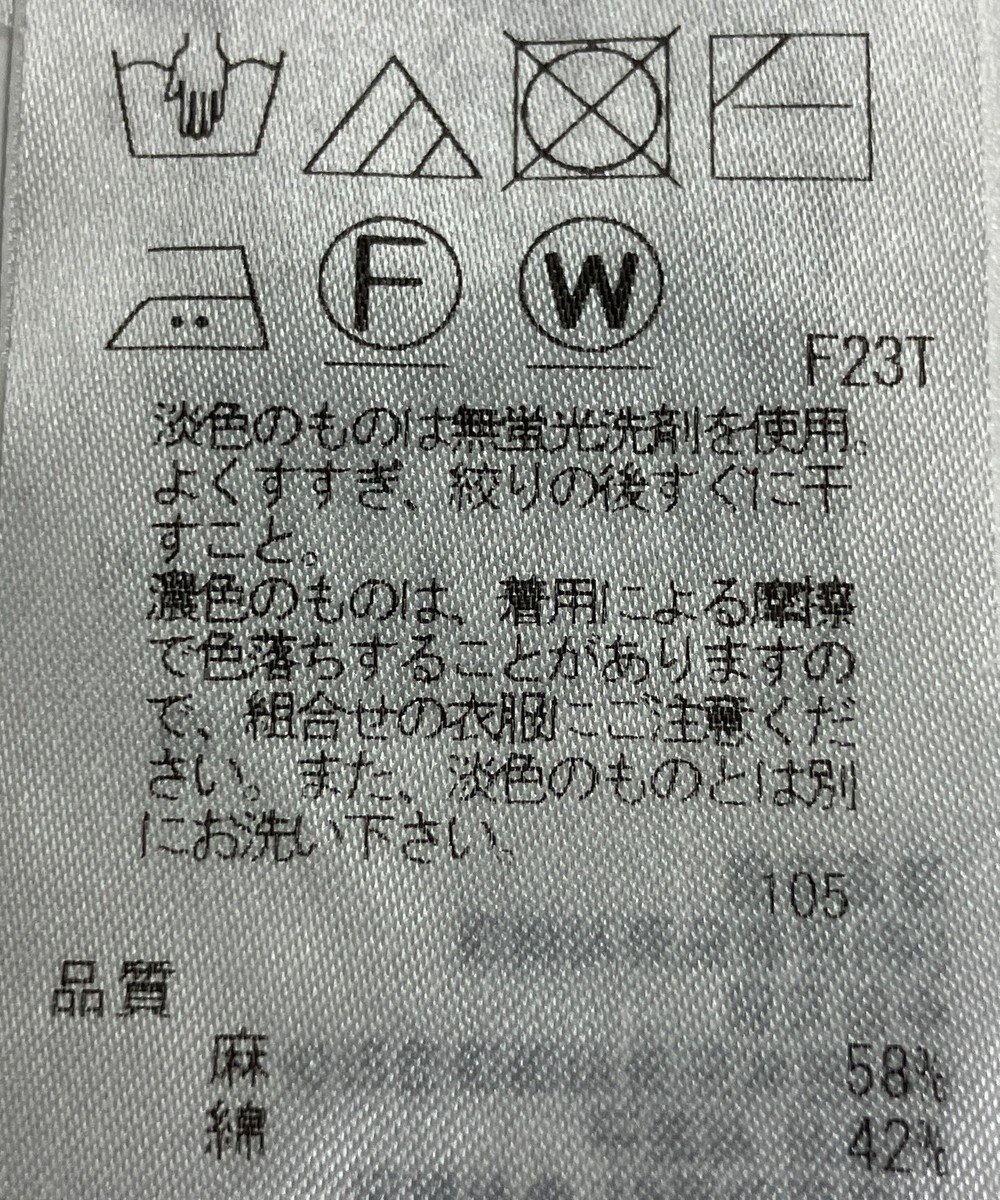 F
W
F23T
淡色のものは無蛍光洗剤を使用。
よくすすぎ、絞りの後すぐに干
すこと。
濃色のものは、着用による摩擦
で色落ちすることがありますの
で、組合せの衣服にご注意くだ
さい。また、淡色のものとは別
にお洗い下さい。
105
品質
麻 58%
綿 42%